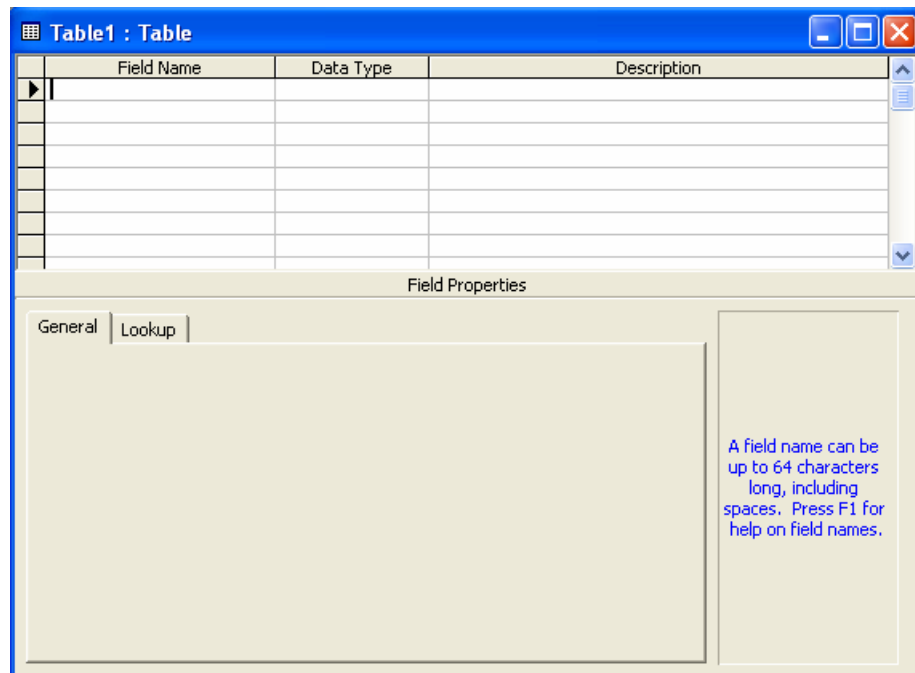 Table1 : Table
Field Name Data Type Description
Field Properties
General Lookup
A field name can be
up to 64 characters
long, including
spaces. Press F1 for
help on field names.